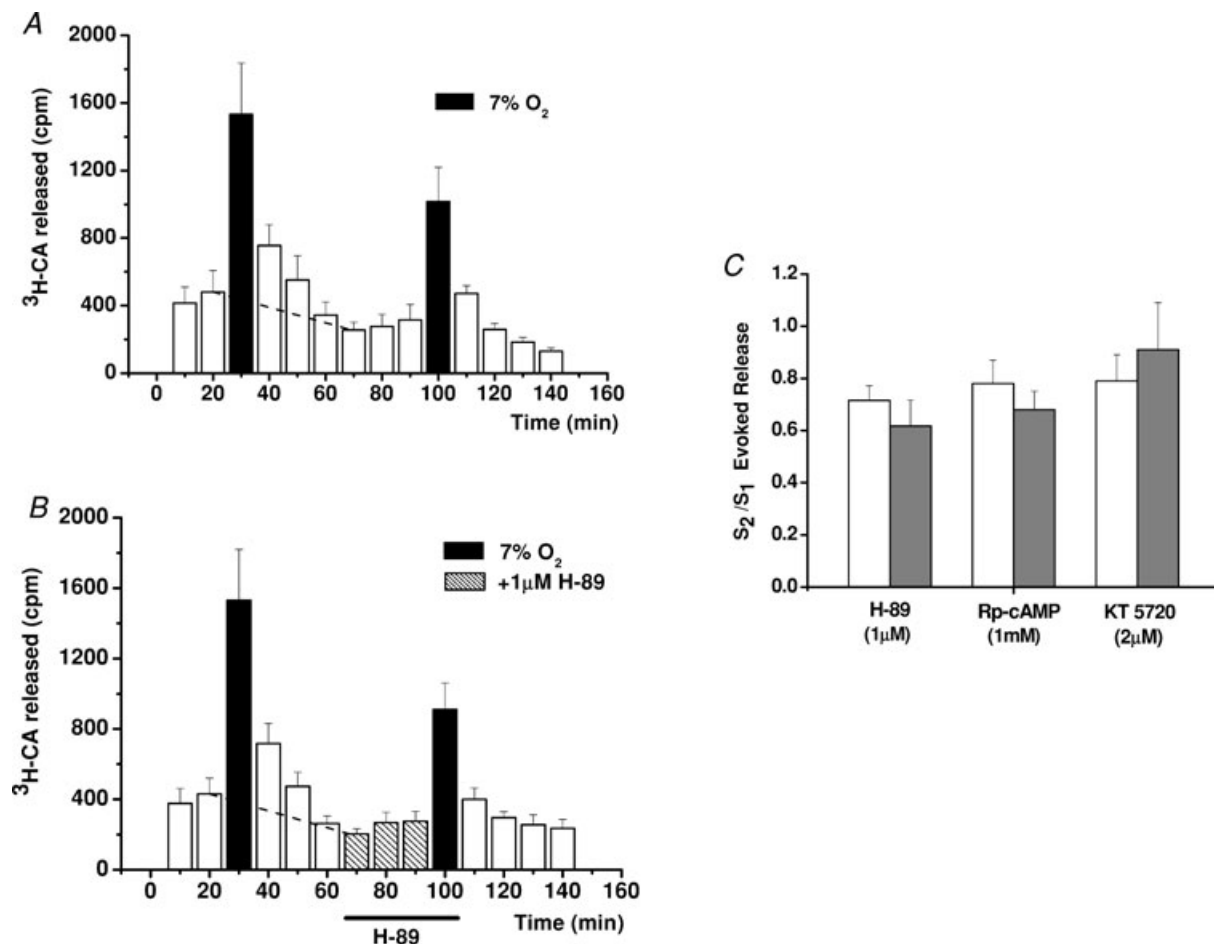 A
2000
1600
1200
800
400
0
³H-CA released (cpm)
7% O₂
0 20 40 60 80 100 120 140 160
Time (min)
B
2000
1600
1200
800
400
0
³H-CA released (cpm)
7% O₂
+1µM H-89
0 20 40 60 80 100 120 140 160
Time (min)
H-89
C
1.2
1.0
0.8
0.6
0.4
0.2
0.0
S₂/S₁ Evoked Release
H-89 Rp-cAMP KT 5720
(1µM) (1mM) (2µM)